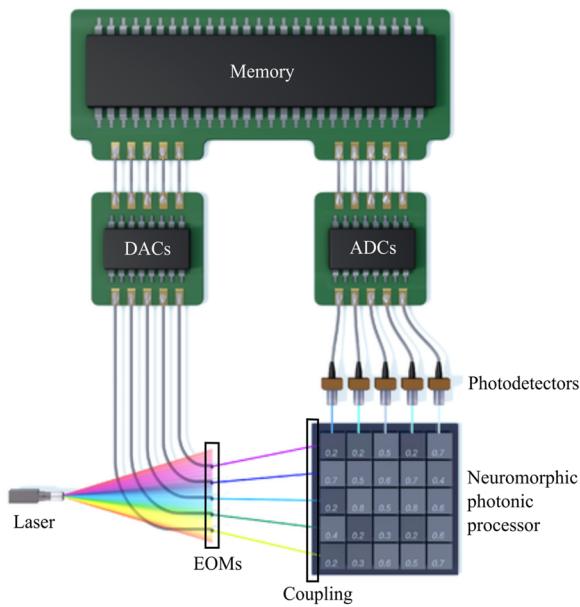 Memory
DACs
ADCs
Photodetectors
0.2 0.2 0.5 0.2 0.7
0.7 0.5 0.6 0.7 0.4
0.2 0.8 0.5 0.2 0.6
0.4 0.2 0.3 0.2 0.6
0.2 0.3 0.6 0.5 0.7
Neuromorphic
photonic
processor
Laser
EOMs
Coupling